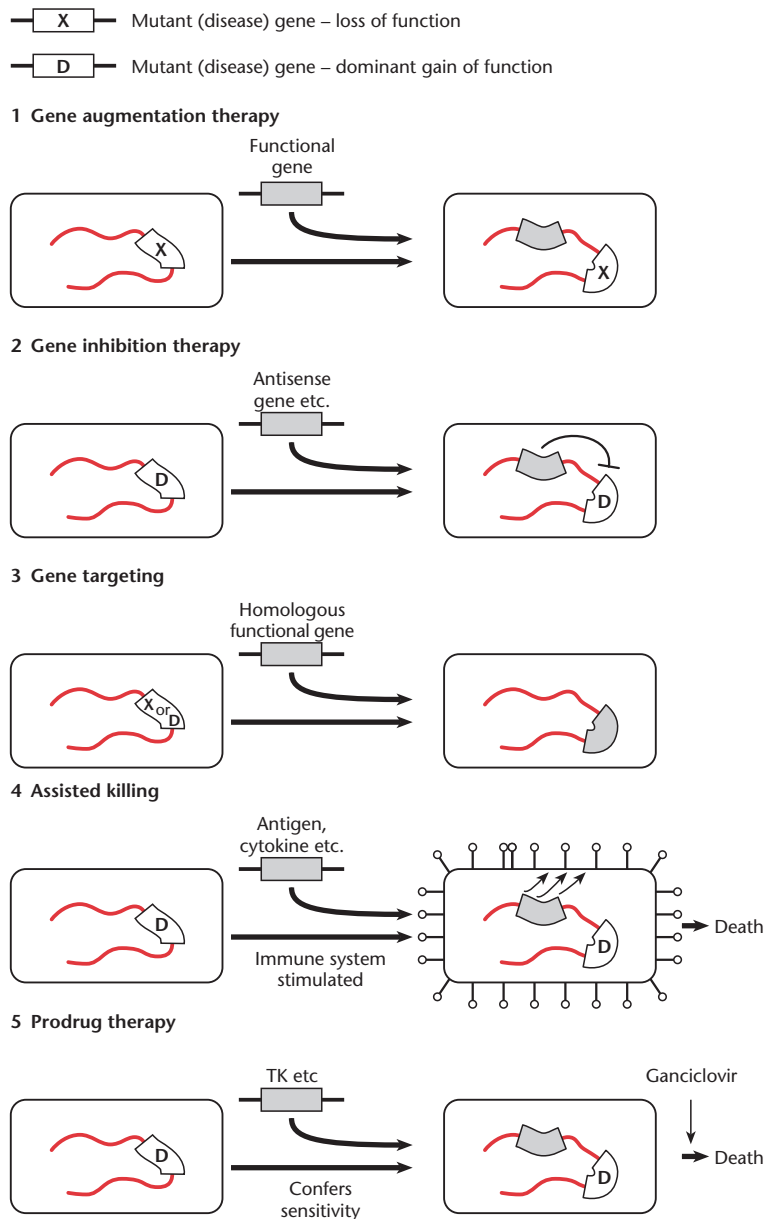 X Mutant (disease) gene – loss of function
D Mutant (disease) gene – dominant gain of function
1 Gene augmentation therapy
Functional
gene
X
X
2 Gene inhibition therapy
Antisense
gene etc.
D
D
3 Gene targeting
Homologous
functional gene
X or D
4 Assisted killing
Antigen,
cytokine etc.
D
D
Death
Immune system
stimulated
5 Prodrug therapy
TK etc
Ganciclovir
D
D
Death
Confers
sensitivity